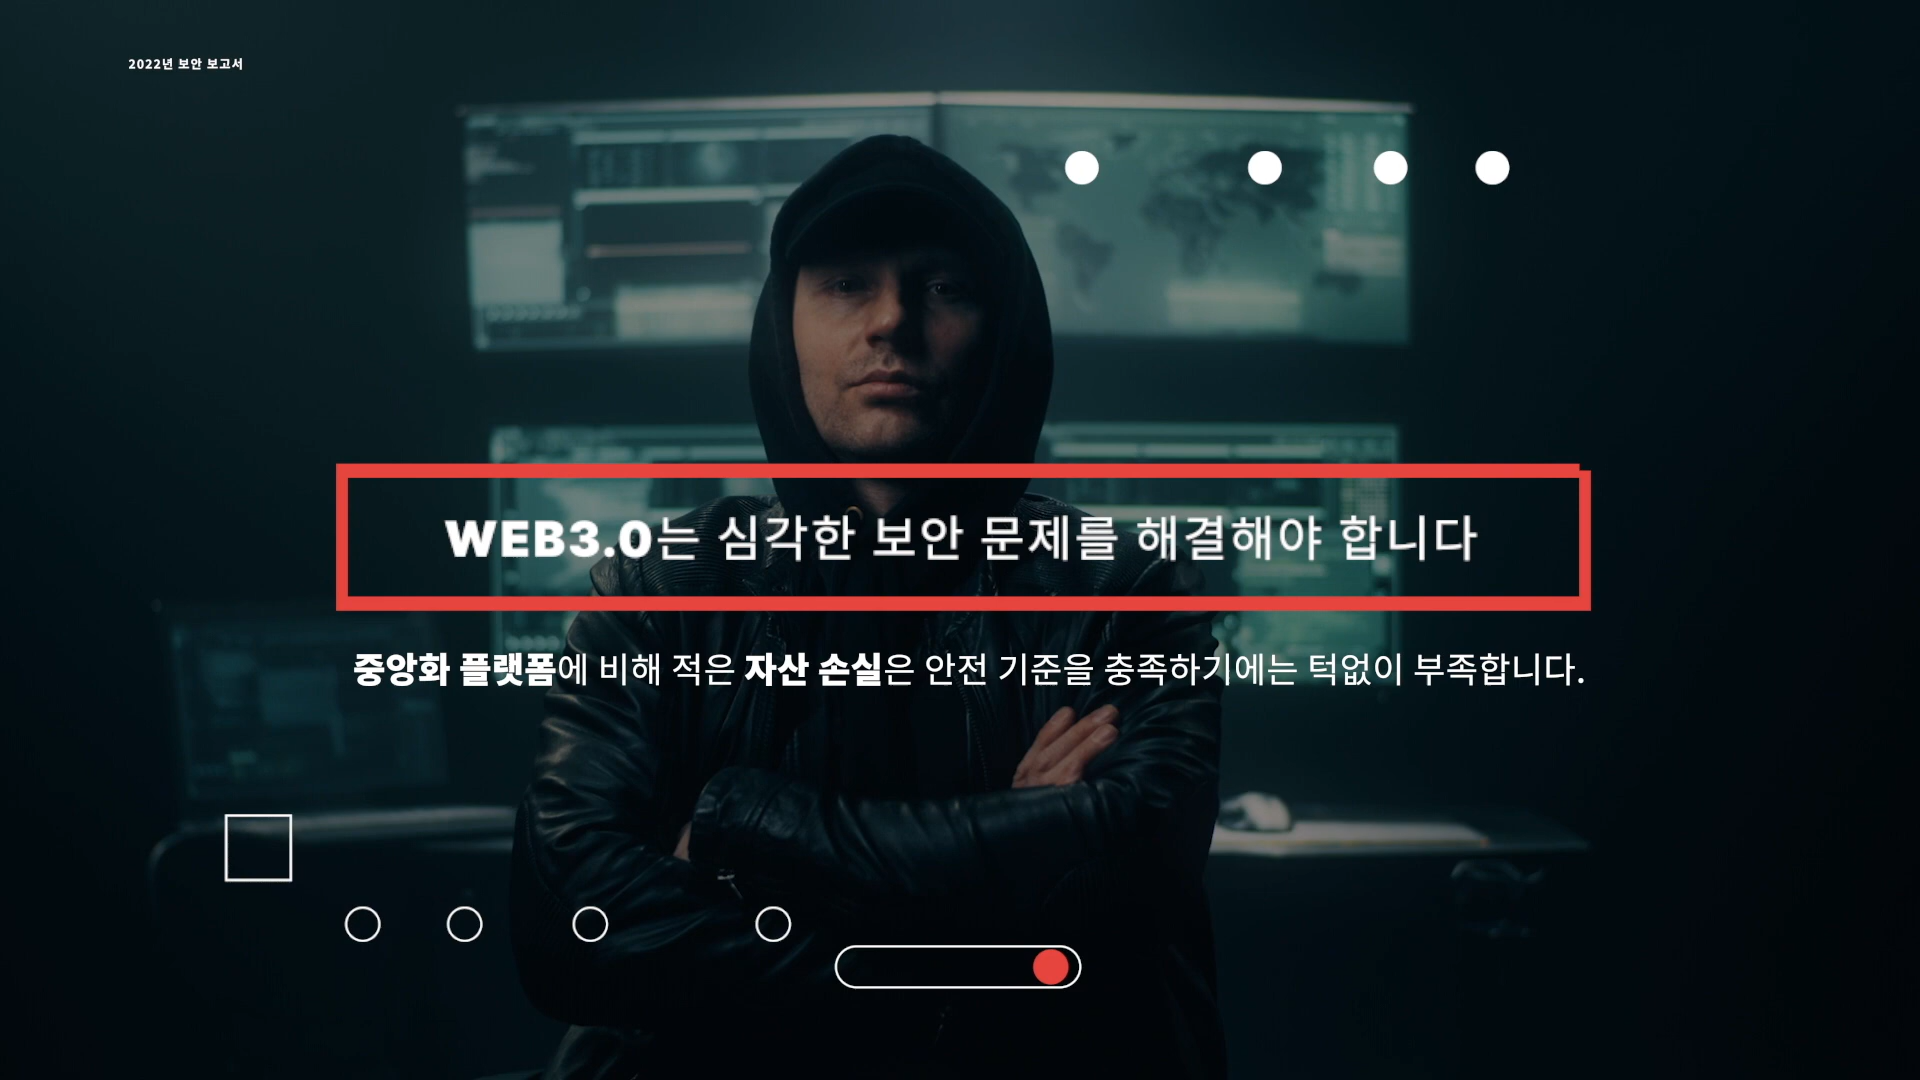 2022년 보안 보고서
WEB3.0는 심각한 보안 문제를 해결해야 합니다
중앙화 플랫폼에 비해 적은 자산 손실은 안전 기준을 충족하기에는 턱없이 부족합니다.